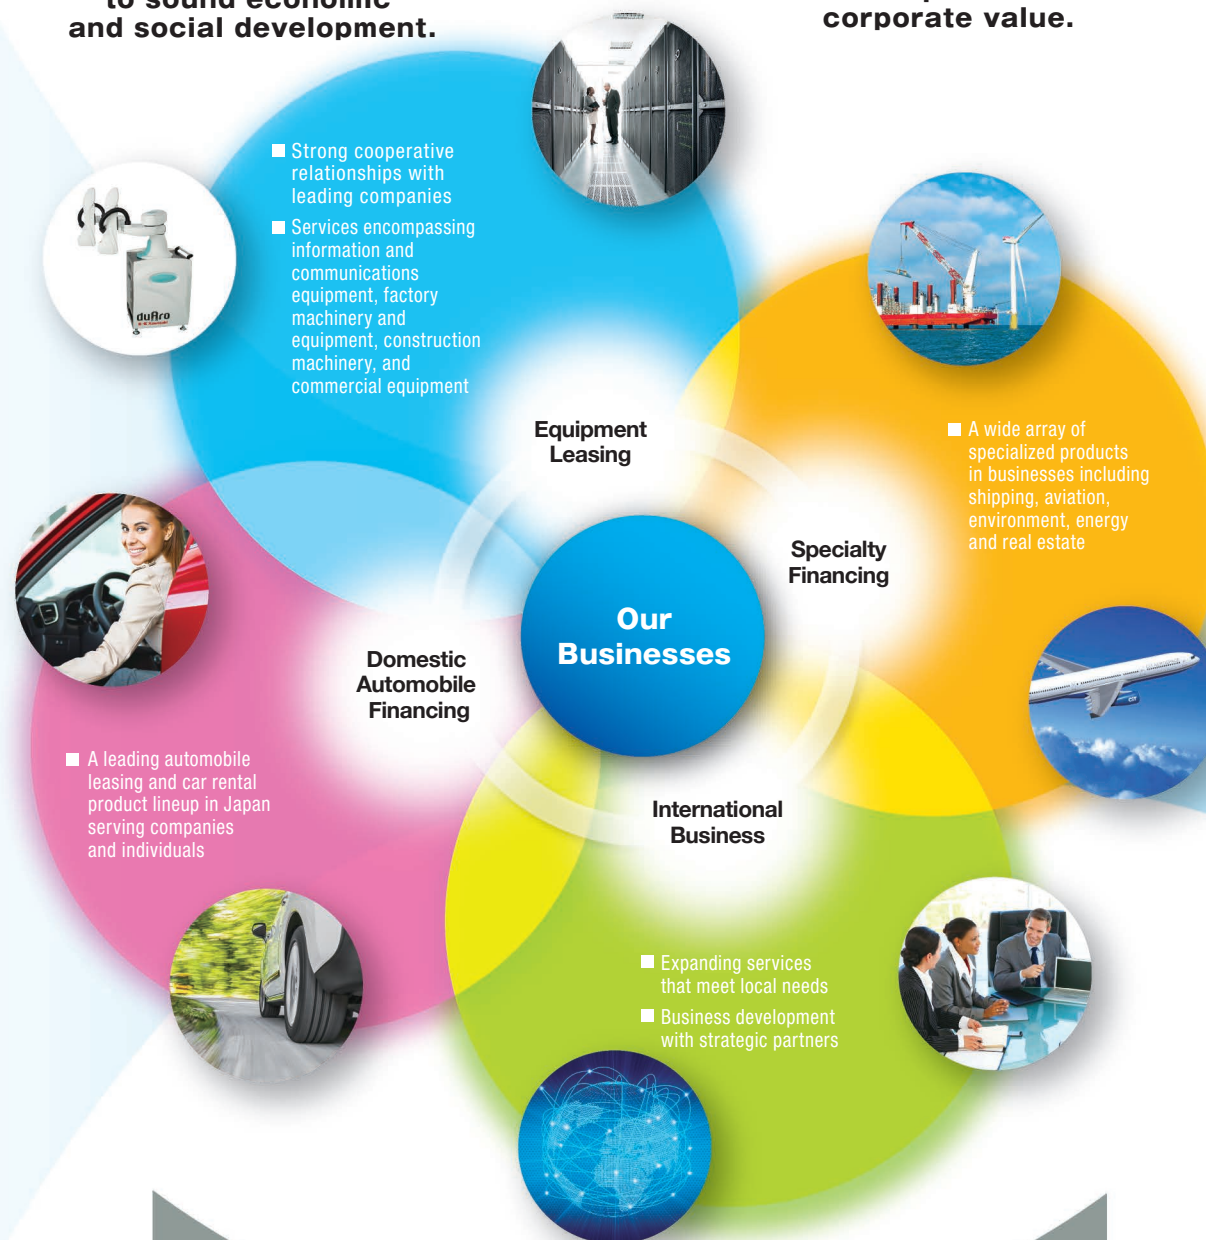 to sound economic
and social development.
corporate value.
■ Strong cooperative
relationships with
leading companies
■ Services encompassing
information and
communications
equipment, factory
machinery and
equipment, construction
machinery, and
commercial equipment
duAro
Equipment
Leasing
■ A wide array of
specialized products
in businesses including
shipping, aviation,
environment, energy
and real estate
Specialty
Financing
Our
Businesses
Domestic
Automobile
Financing
■ A leading automobile
leasing and car rental
product lineup in Japan
serving companies
and individuals
International
Business
■ Expanding services
that meet local needs
■ Business development
with strategic partners